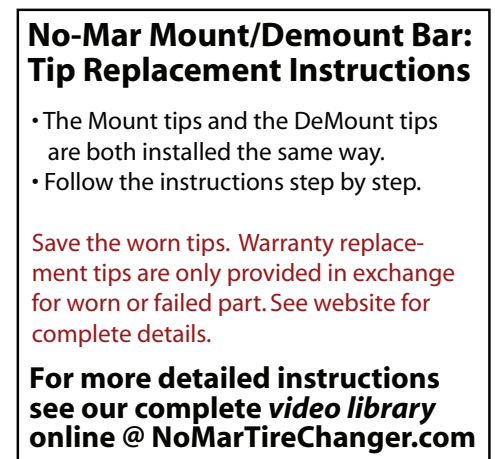 No-Mar Mount/Demount Bar:
Tip Replacement Instructions
• The Mount tips and the DeMount tips
are both installed the same way.
• Follow the instructions step by step.
Save the worn tips. Warranty replace-
ment tips are only provided in exchange
for worn or failed part. See website for
complete details.
For more detailed instructions
see our complete video library
online @ NoMarTireChanger.com